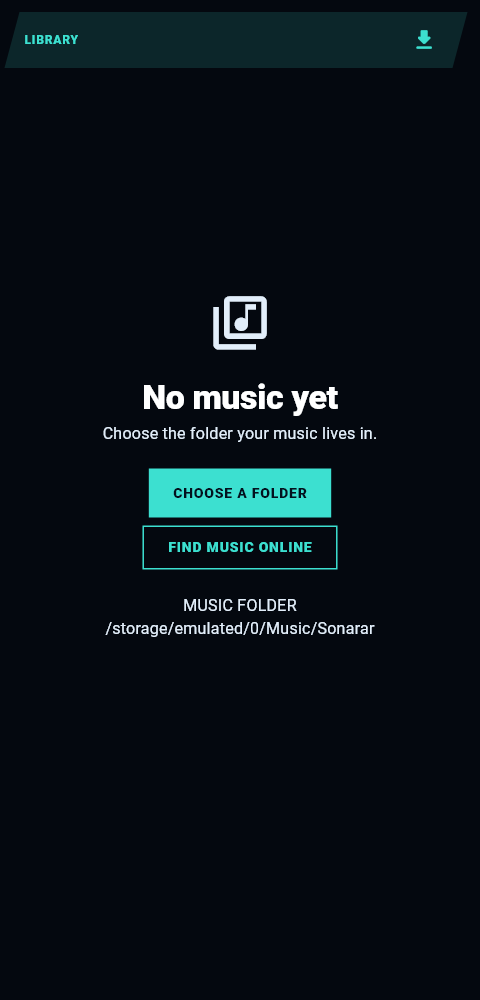 LIBRARY
No music yet
Choose the folder your music lives in.
CHOOSE A FOLDER
FIND MUSIC ONLINE
MUSIC FOLDER
/storage/emulated/0/Music/Sonarar